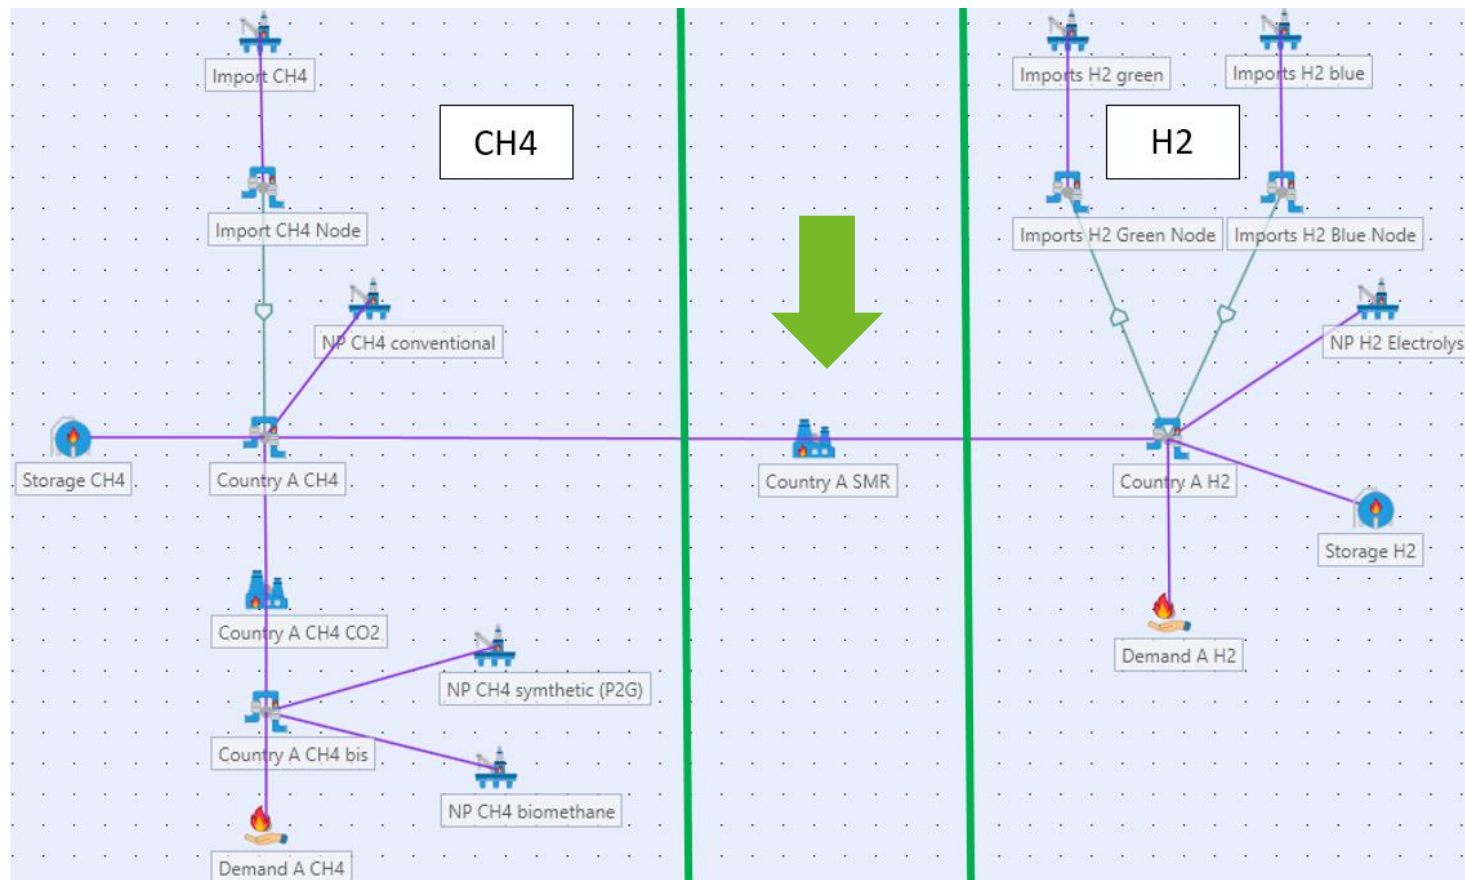 Import CH4
Imports H2 green
Imports H2 blue
CH4
H2
Import CH4 Node
Imports H2 Green Node
Imports H2 Blue Node
NP CH4 conventional
NP H2 Electrolys
Storage CH4
Country A CH4
Country A SMR
Country A H2
Storage H2
Country A CH4 CO2
Demand A H2
NP CH4 symthetic (P2G)
Country A CH4 bis
NP CH4 biomethane
Demand A CH4